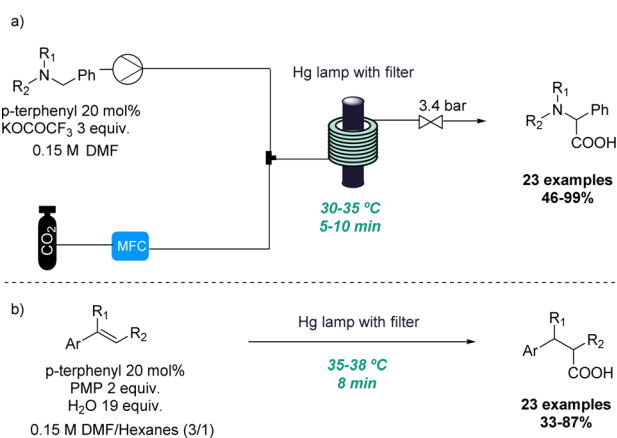 a)
R1
N
R2
Ph
p-terphenyl 20 mol%
KOCOCF3 3 equiv.
0.15 M DMF
CO2
MFC
Hg lamp with filter
30-35 ºC
5-10 min
3.4 bar
R1
N
R2
Ph
COOH
23 examples
46-99%
b)
R1
Ar
R2
p-terphenyl 20 mol%
PMP 2 equiv.
H2O 19 equiv.
0.15 M DMF/Hexanes (3/1)
Hg lamp with filter
35-38 ºC
8 min
R1
Ar
R2
COOH
23 examples
33-87%